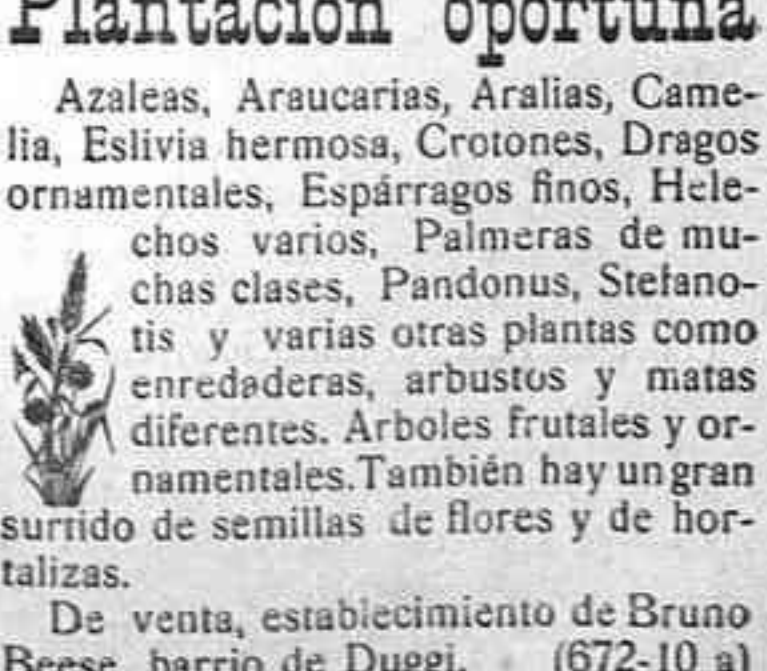 Plantación oportuna
Azaleas, Araucarias, Aralias, Came-
lia, Eslivia hermosa, Crotones, Dragos
ornamentales, Espárragos finos, Hele-
chos varios, Palmeras de mu-
chas clases, Pandonus, Stefano-
tis y varias otras plantas como
enredaderas, arbustos y matas
diferentes. Arboles frutales y or-
namentales. También hay un gran
surtido de semillas de flores y de hor-
talizas.
De venta, establecimiento de Bruno
Beese, barrio de Duggi. (672-10 a)